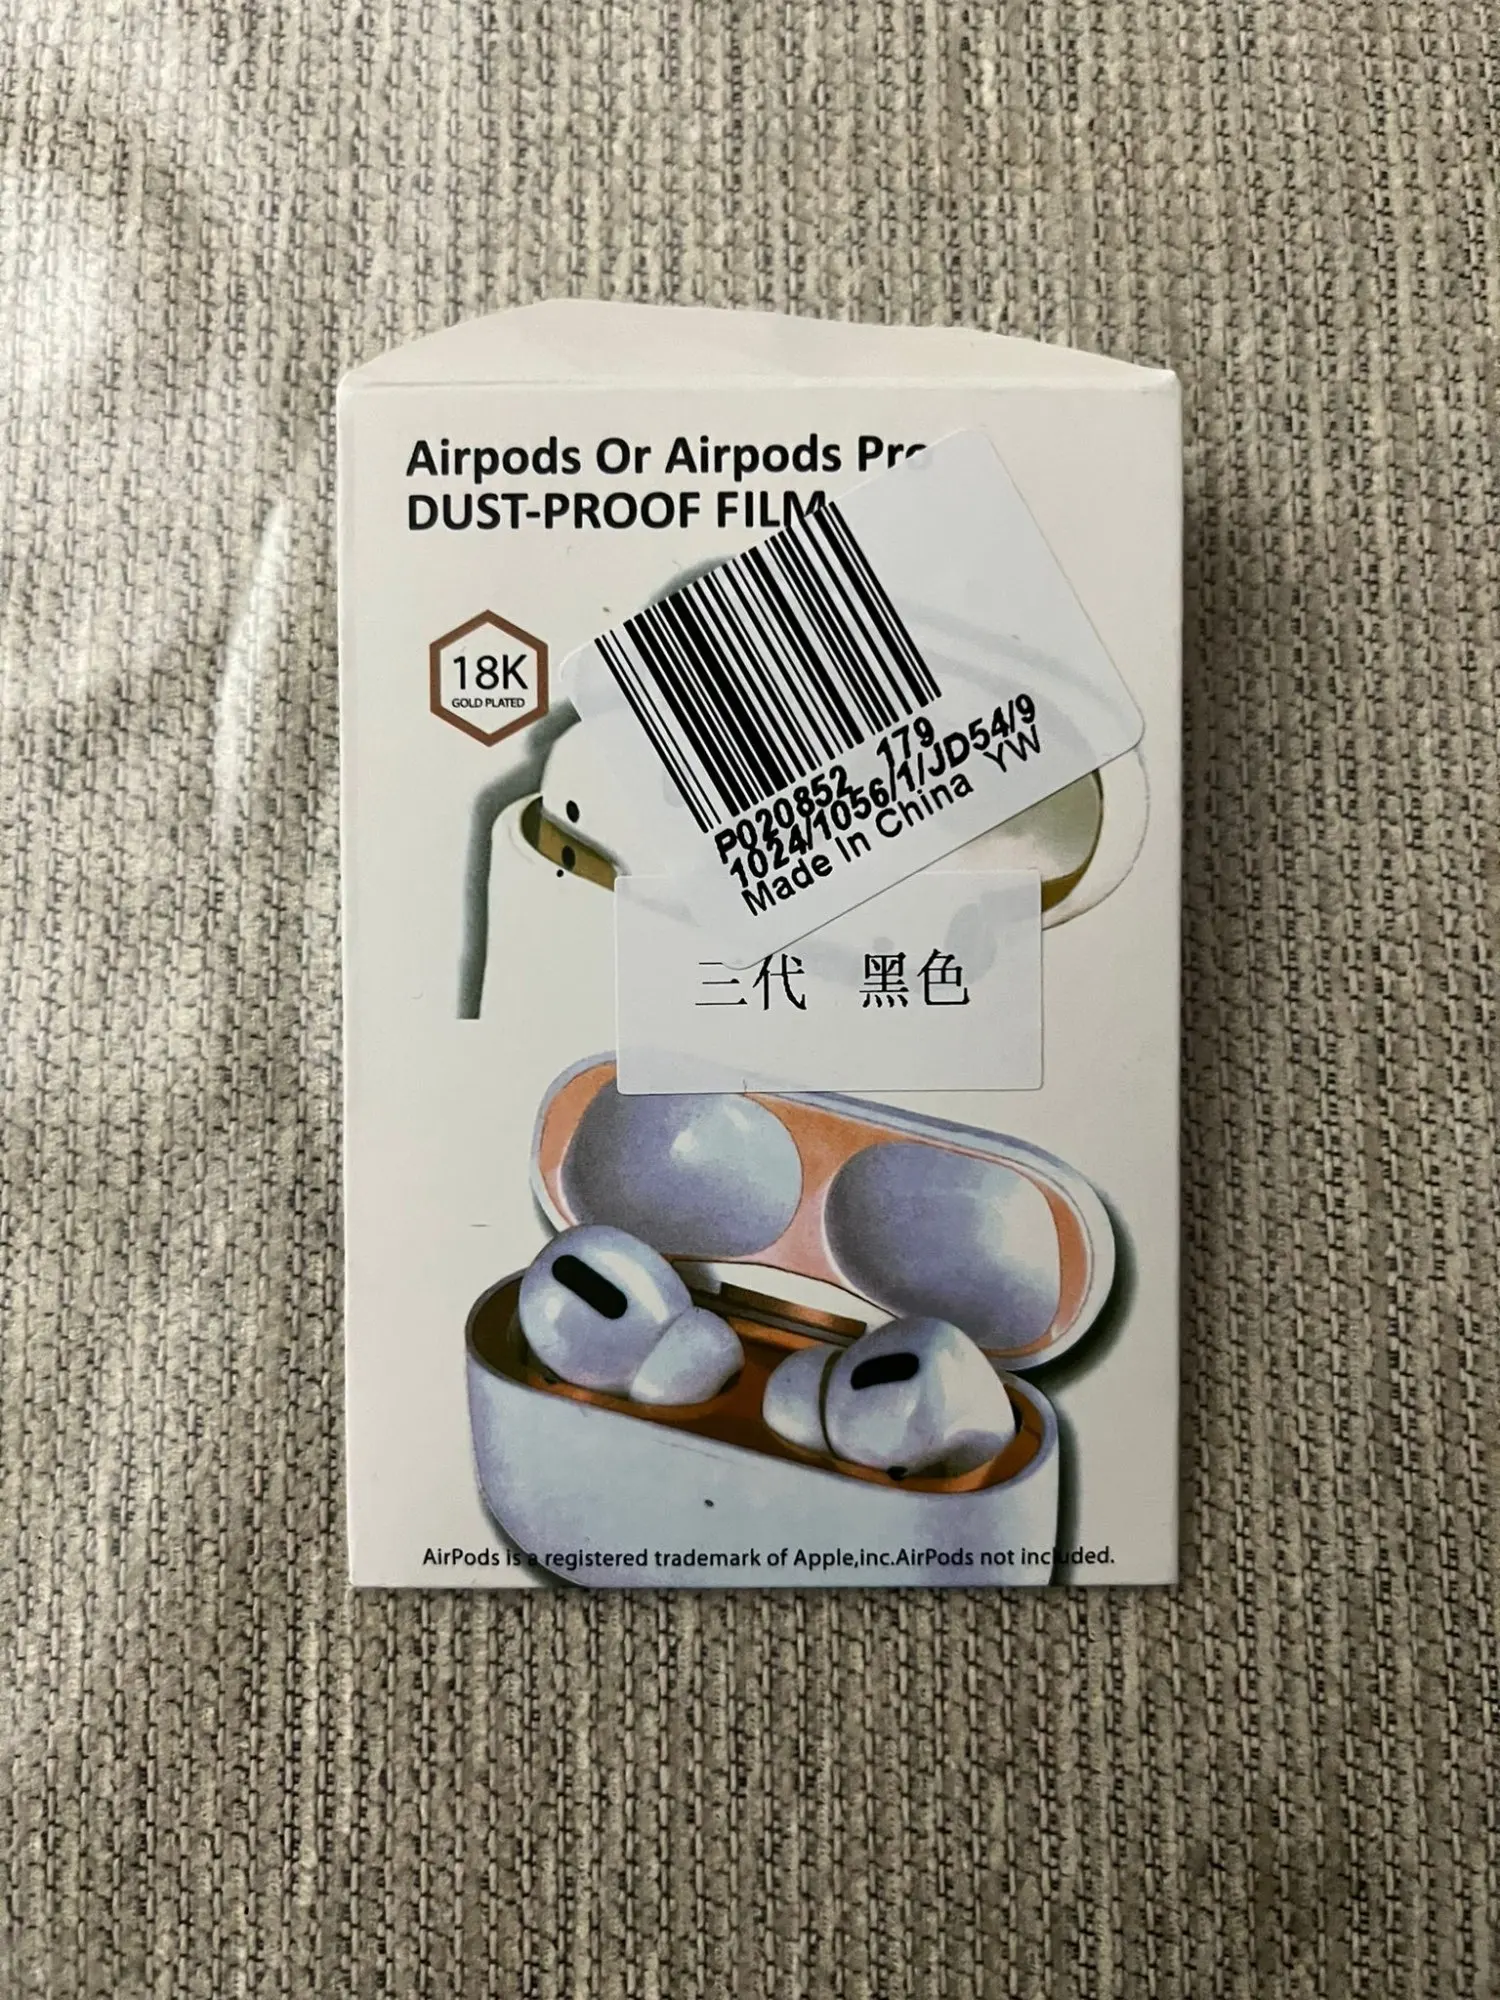 Airpods Or Airpods Pro
DUST-PROOF FILM
18K
GOLD PLATED
P020852 179
1024/1056/1/JD54/9
Made In China YW
三代 黑色
AirPods is a registered trademark of Apple,inc.AirPods not included.